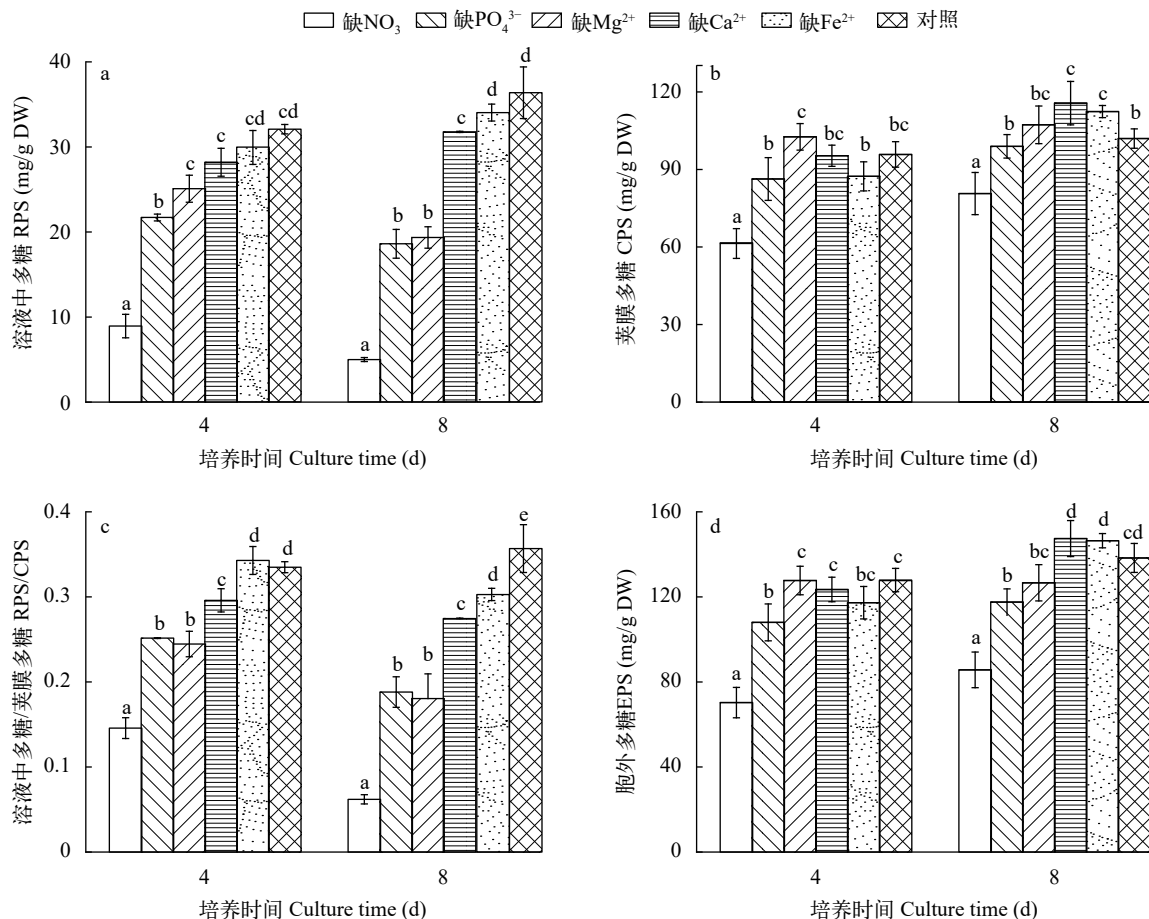 缺NO₃ 缺PO₄³⁻ 缺Mg²⁺ 缺Ca²⁺ 缺Fe²⁺ 对照
a
溶液中多糖 RPS (mg/g DW)
40
30
20
10
0
a b c c cd cd
a b b c d d
4 8
培养时间 Culture time (d)
b
荚膜多糖 CPS (mg/g DW)
120
90
60
30
0
a b c bc b bc
a b bc c c b
4 8
培养时间 Culture time (d)
c
溶液中多糖/荚膜多糖 RPS/CPS
0.4
0.3
0.2
0.1
0
a b b c d d
a b b c d e
4 8
培养时间 Culture time (d)
d
胞外多糖EPS (mg/g DW)
160
120
80
40
0
a b c c bc c
a b bc d d cd
4 8
培养时间 Culture time (d)